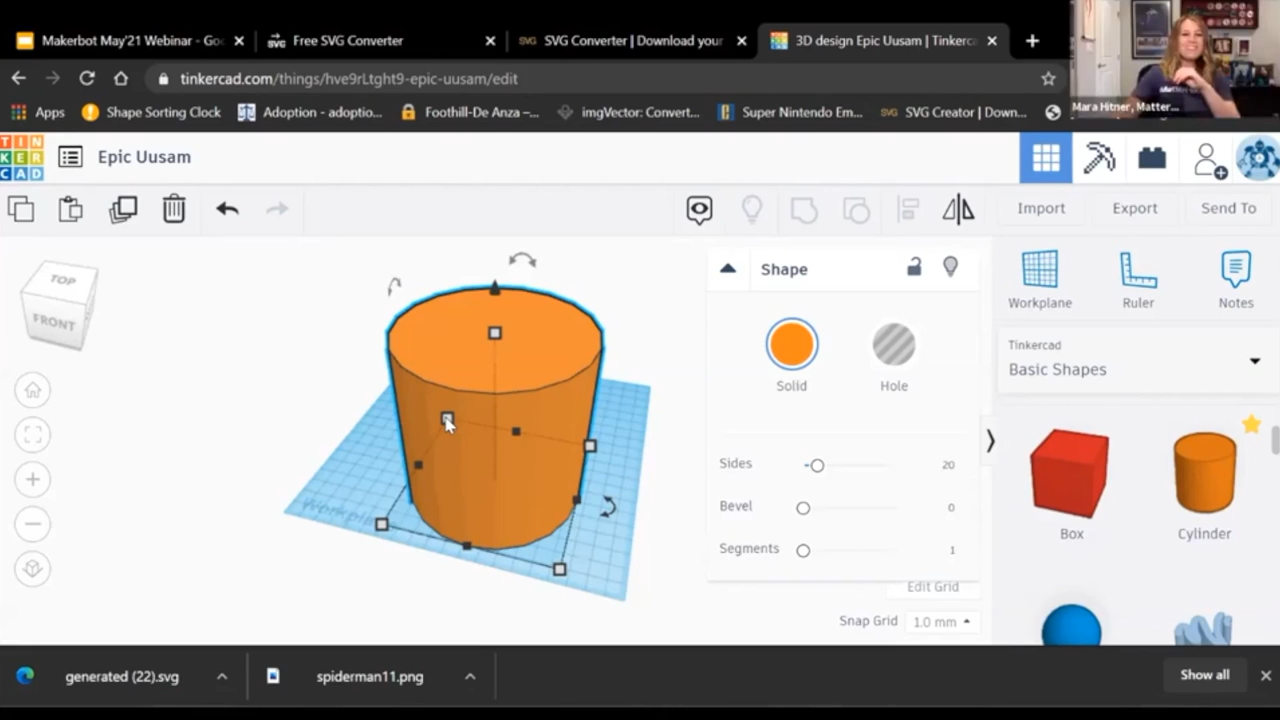 Makerbot May'21 Webinar - Goo
Free SVG Converter
SVG Converter | Download your
3D design Epic Uusam | Tinkerca
tinkercad.com/things/hve9rLtght9-epic-uusam/edit
Mara Hitner, Matter...
Apps
Shape Sorting Clock
Adoption - adoptio...
Foothill-De Anza –...
imgVector: Convert...
Super Nintendo Em...
SVG Creator | Down...
TIN
KER
CAD
Epic Uusam
Import
Export
Send To
TOP
FRONT
Shape
Solid
Hole
Sides
20
Bevel
0
Segments
1
Edit Grid
Snap Grid
1.0 mm
Workplane
Ruler
Notes
Tinkercad
Basic Shapes
Box
Cylinder
generated (22).svg
spiderman11.png
Show all